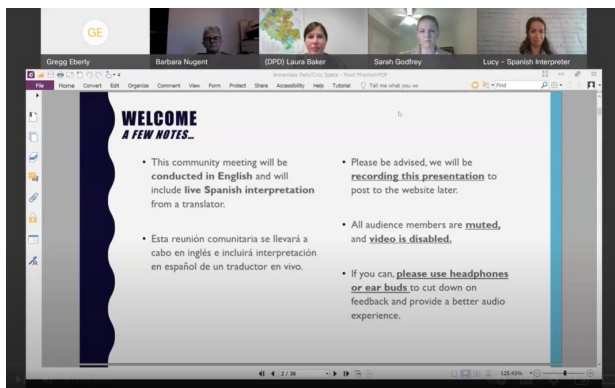 GE
Gregg Eberly
Barbara Nugent
(DPD) Laura Baker
Sarah Godfrey
Lucy - Spanish Interpreter
File Home Convert Edit Organize Comment View Form Protect Share Accessibility Help Tutorial Tell me what you Find
WELCOME
A FEW NOTES...
• This community meeting will be
conducted in English and will
include live Spanish interpretation
from a translator.
• Esta reunión comunitaria se llevará a
cabo en inglés e incluirá interpretación
en español de un traductor en vivo.
• Please be advised, we will be
recording this presentation to
post to the website later.
• All audience members are muted,
and video is disabled.
• If you can, please use headphones
or ear buds to cut down on
feedback and provide a better audio
experience.
2 / 36
125.43%